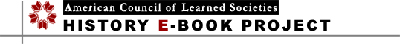 American Council of Learned Societies
HISTORY E-BOOK PROJECT